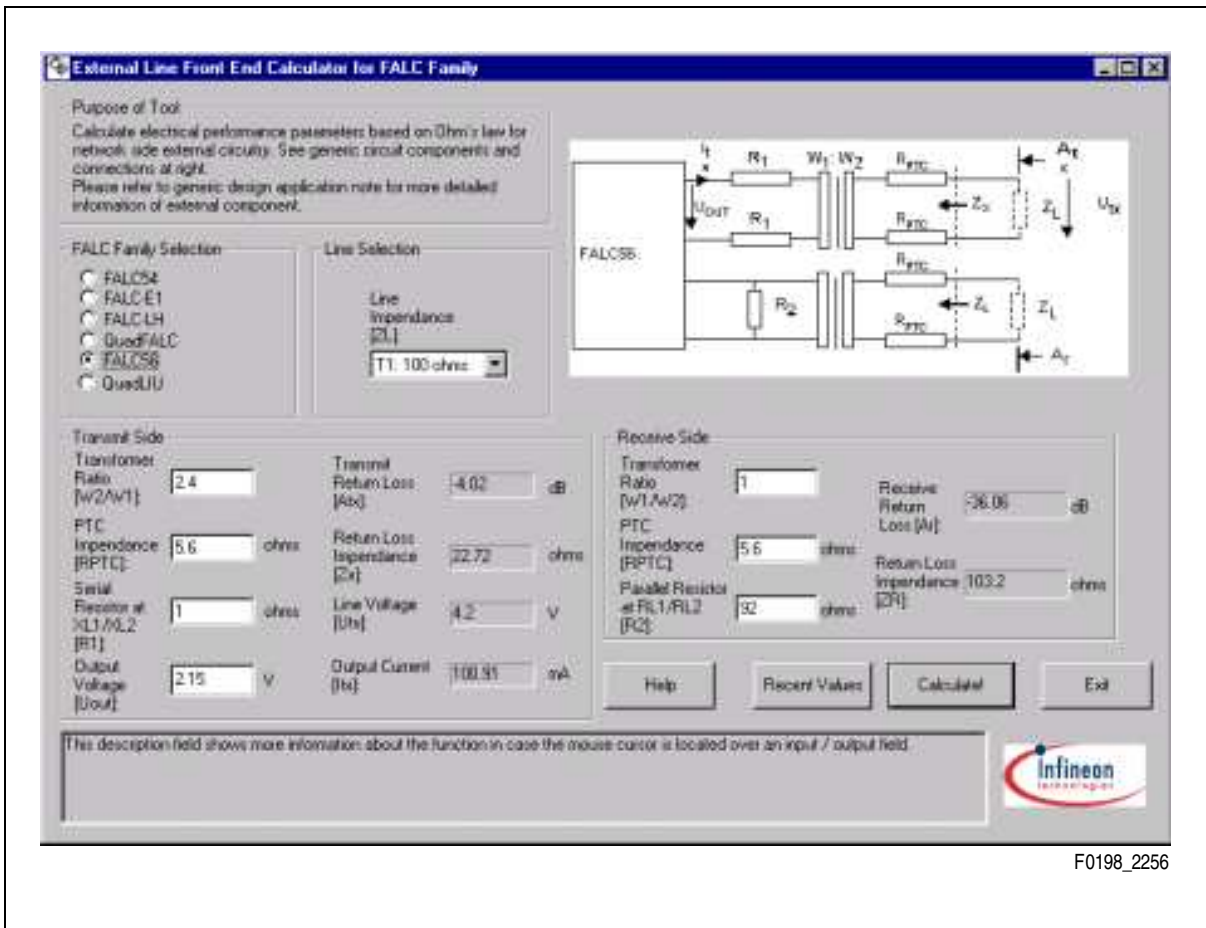 External Line Front End Calculator for FALC Family
Purpose of Tool
Calculate electrical performance parameters based on Ohm's law for
network side external circuitry. See generic circuit components and
connections at right.
Please refer to generic design application note for more detailed
information of external component.
FALC Family Selection
FALC54
FALC-E1
FALC-LH
QuadFALC
FALC56
QuadLIU
Line Selection
Line
Impendance
[ZL]:
T1: 100 ohms
FALC56
It
x
UOUT
R1
R1
W1
W2
RPTC
RPTC
Zx
ZL
Atx
UtX
R2
RPTC
RPTC
ZL
Ar
Transmit Side
Transformer
Ratio
[W2/W1]:
2.4
PTC
Impendance
[RPTC]:
5.6
ohms
Serial
Resistor at
XL1/XL2
[R1]:
1
ohms
Output
Voltage
[Uout]:
2.15
V
Transmit
Return Loss
[Atx]:
-4.02
dB
Return Loss
Impendance
[Zx]:
22.72
ohms
Line Voltage
[Utx]:
4.2
V
Output Current
[Itx]:
100.91
mA
Receive Side
Transformer
Ratio
[W1/W2]:
1
PTC
Impendance
[RPTC]:
5.6
ohms
Parallel Resistor
at RL1/RL2
[R2]:
92
ohms
Receive
Return
Loss [Ar]:
-36.06
dB
Return Loss
Impendance
[ZR]:
103.2
ohms
Help
Recent Values
Calculate!
Exit
This description field shows more information about the function in case the mouse cursor is located over an input / output field.
Infineon
technologies
F0198_2256